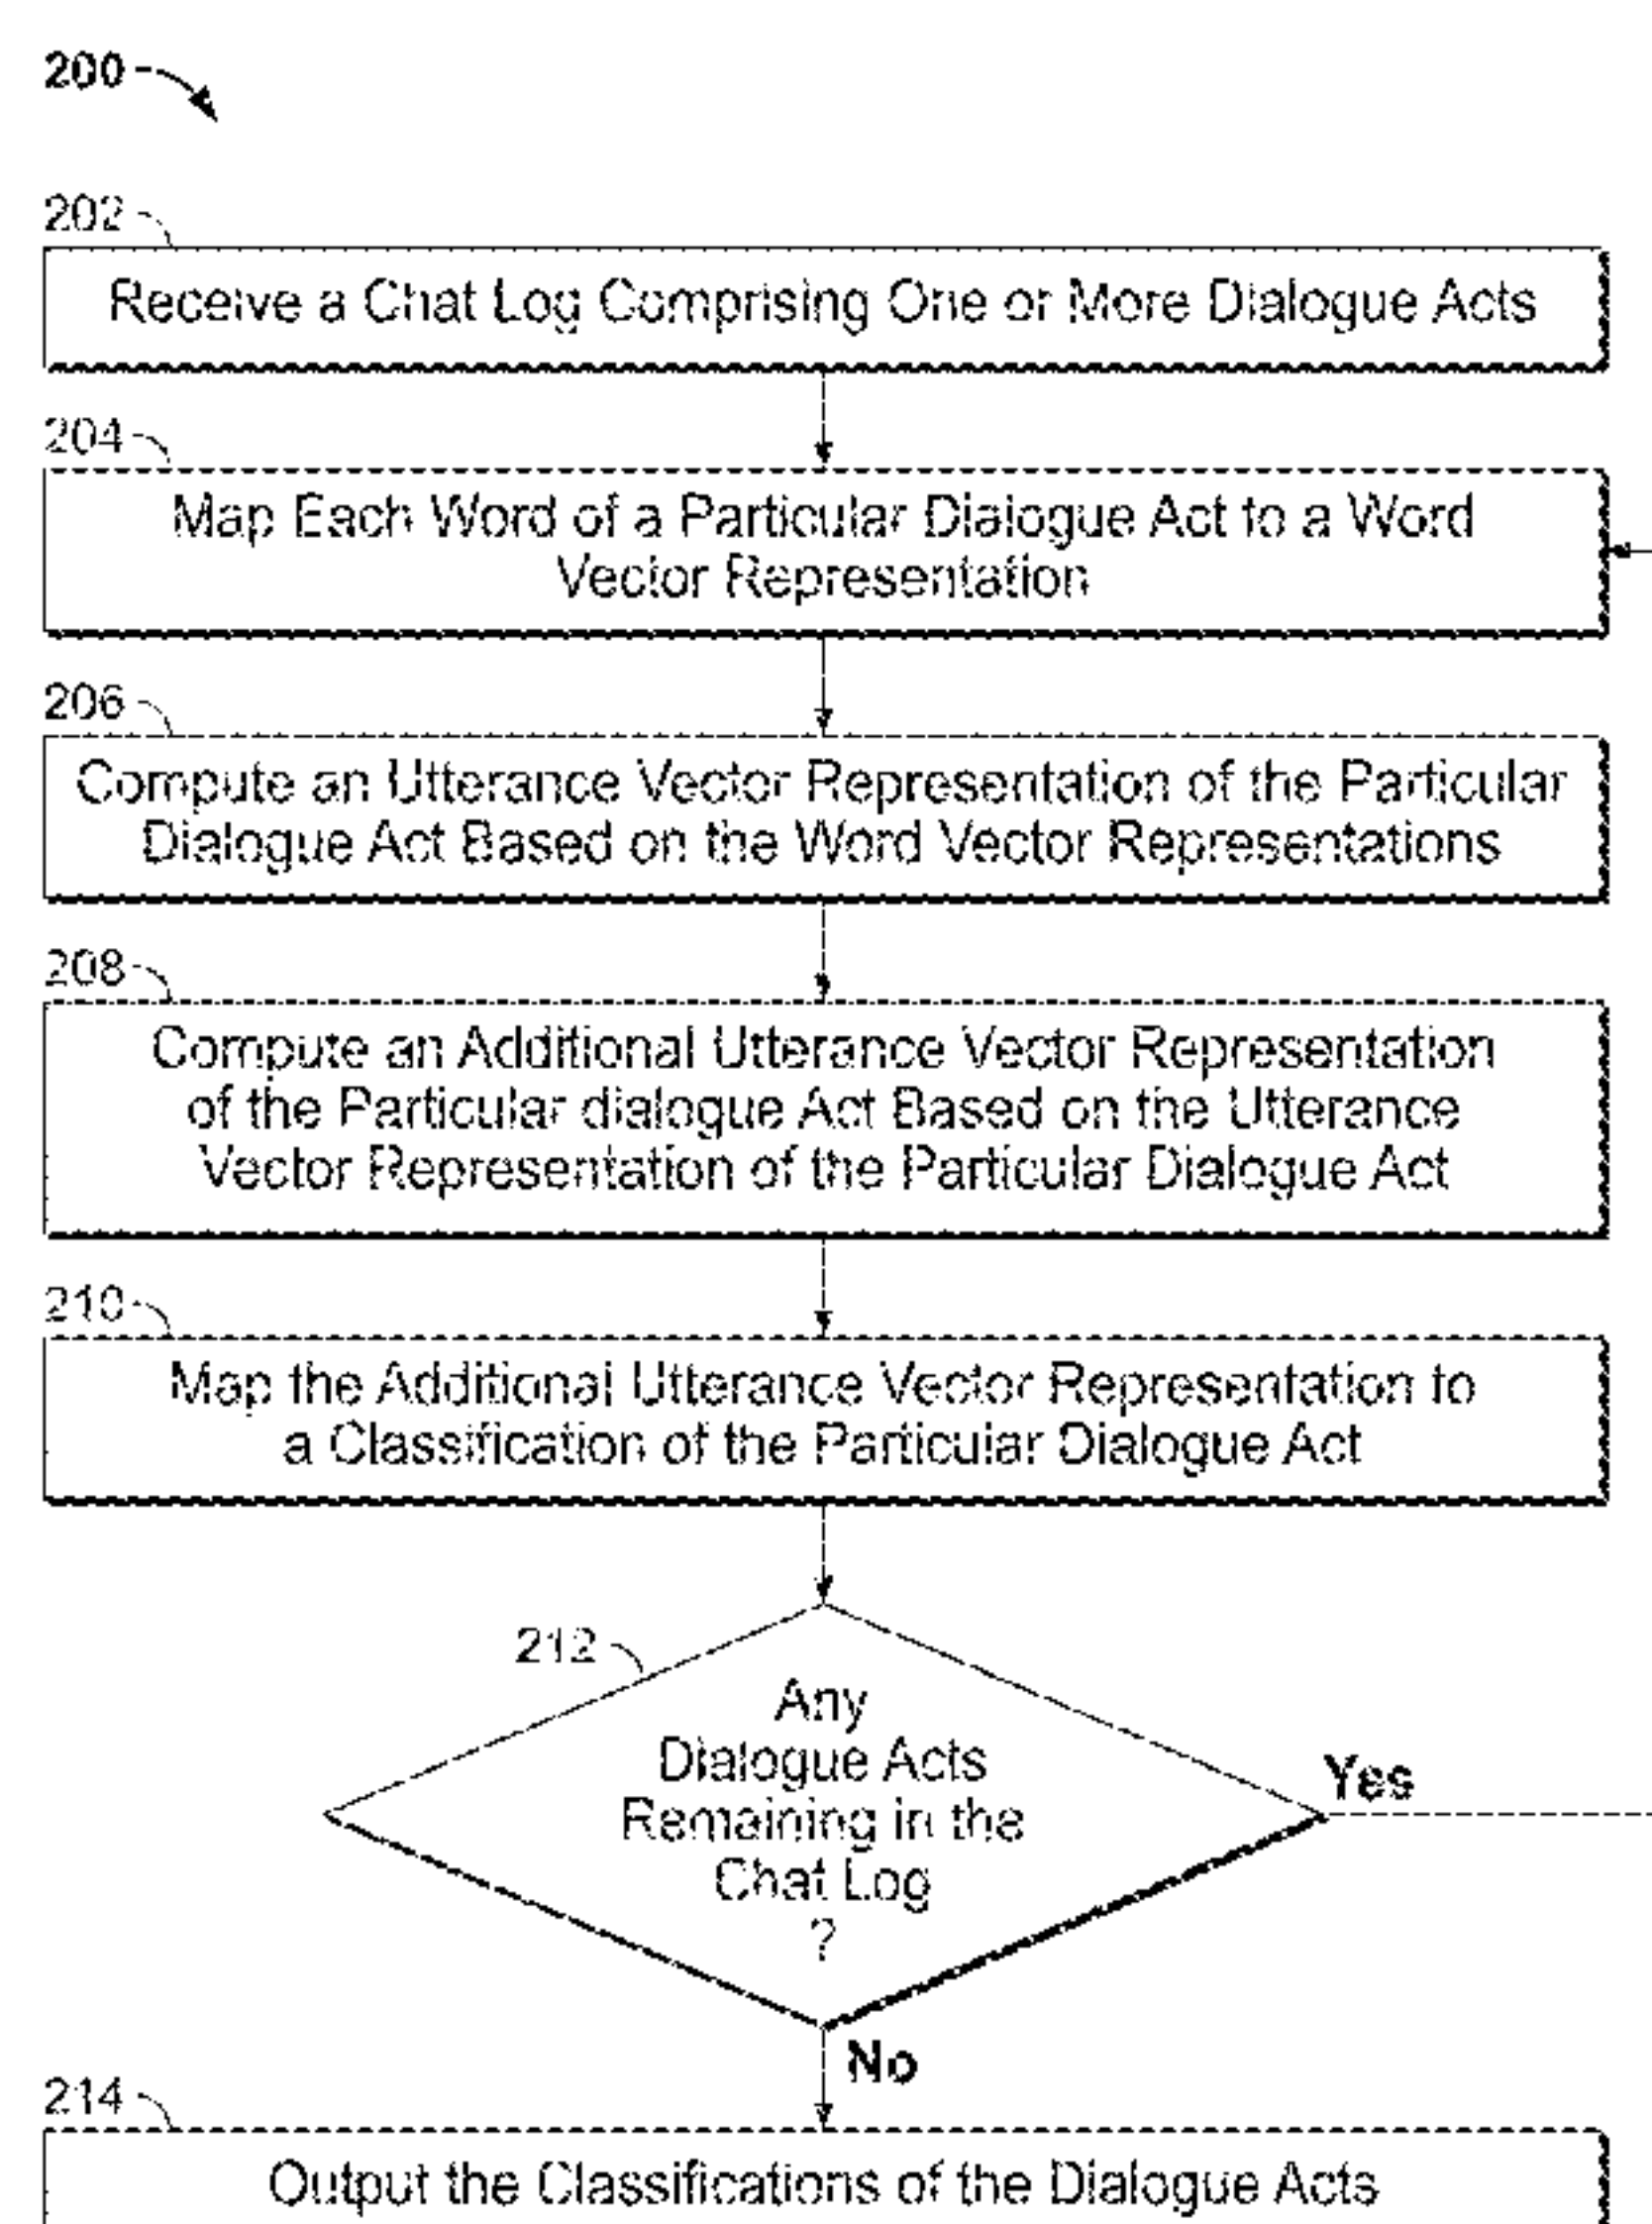 200
202
Receive a Chat Log Comprising One or More Dialogue Acts
204
Map Each Word of a Particular Dialogue Act to a Word
Vector Representation
206
Compute an Utterance Vector Representation of the Particular
Dialogue Act Based on the Word Vector Representations
208
Compute an Additional Utterance Vector Representation
of the Particular dialogue Act Based on the Utterance
Vector Representation of the Particular Dialogue Act
210
Map the Additional Utterance Vector Representation to
a Classification of the Particular Dialogue Act
212
Any
Dialogue Acts
Remaining in the
Chat Log
?
Yes
No
214
Output the Classifications of the Dialogue Acts